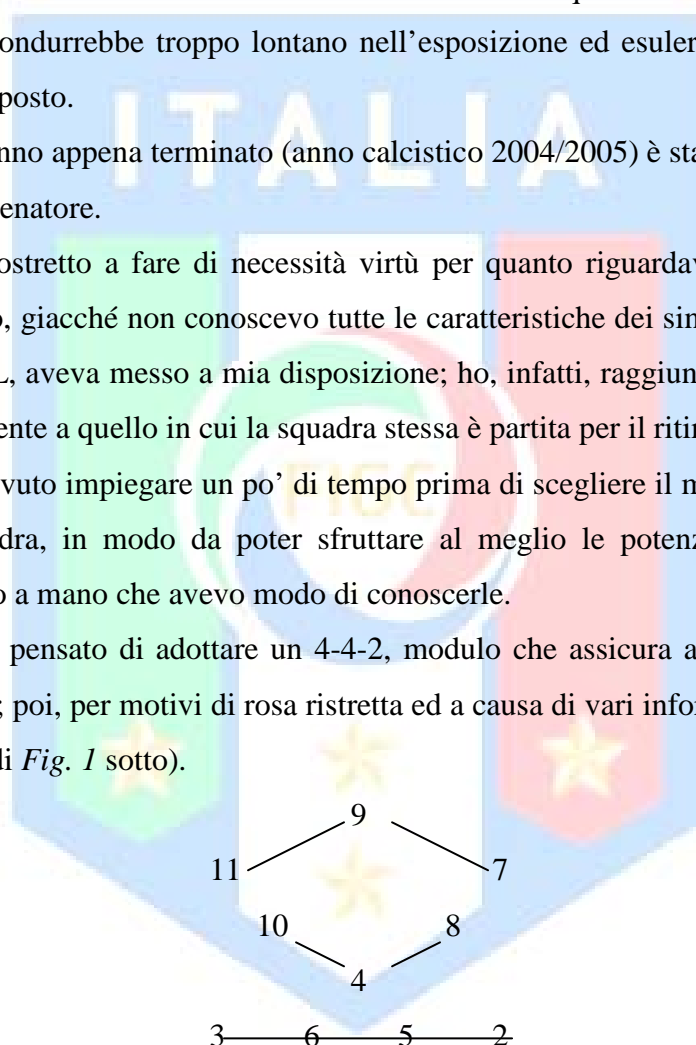 ondurrebbe troppo lontano nell’esposizione ed esuler
posto.
ITALIA
nno appena terminato (anno calcistico 2004/2005) è sta
enatore.
ostretto a fare di necessità virtù per quanto riguardav
o, giacché non conoscevo tutte le caratteristiche dei sin
L, aveva messo a mia disposizione; ho, infatti, raggiun
ente a quello in cui la squadra stessa è partita per il ritir
vuto impiegare un po’ di tempo prima di scegliere il m
FIGC
dra, in modo da poter sfruttare al meglio le potenz
o a mano che avevo modo di conoscerle.
pensato di adottare un 4-4-2, modulo che assicura a
; poi, per motivi di rosa ristretta ed a causa di vari infor
di Fig. 1 sotto).
9
11 7
10 8
4
3 6 5 2